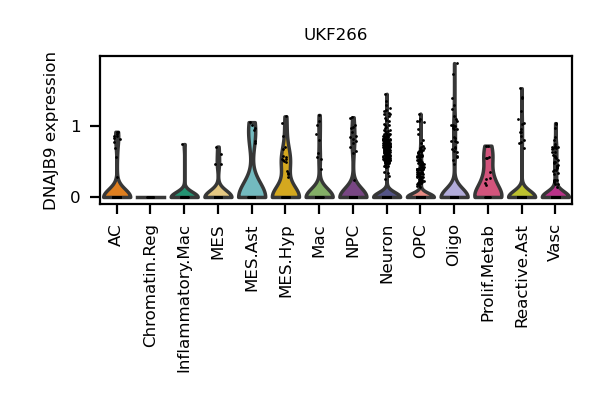 UKF266
DNAJB9 expression
1
0
AC
Chromatin.Reg
Inflammatory.Mac
MES
MES.Ast
MES.Hyp
Mac
NPC
Neuron
OPC
Oligo
Prolif.Metab
Reactive.Ast
Vasc